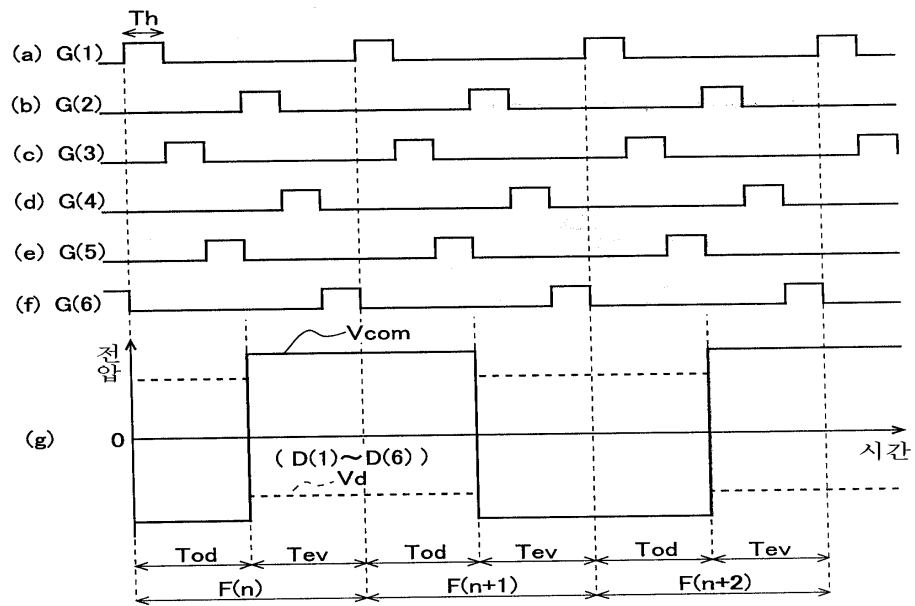 Th
(a) G(1)
(b) G(2)
(c) G(3)
(d) G(4)
(e) G(5)
(f) G(6)
전압
Vcom
(g)
0
시간
( D(1)～D(6) )
Vd
Tod Tev Tod Tev Tod Tev
F(n) F(n+1) F(n+2)